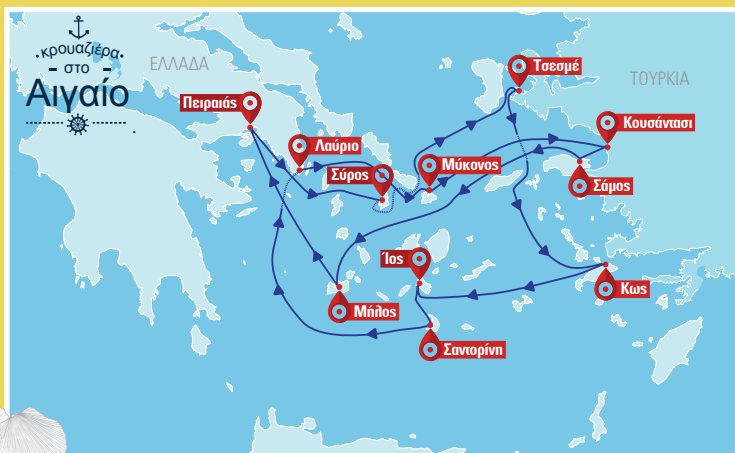 ·κρουαζιέρα·
- στο -
Αιγαίο
ΕΛΛΑΔΑ
ΤΟΥΡΚΙΑ
Τσεσμέ
Πειραιάς
Κουσάντασι
Λαύριο
Σύρος
Μύκονος
Σάμος
Ίος
Κως
Μήλος
Σαντορίνη